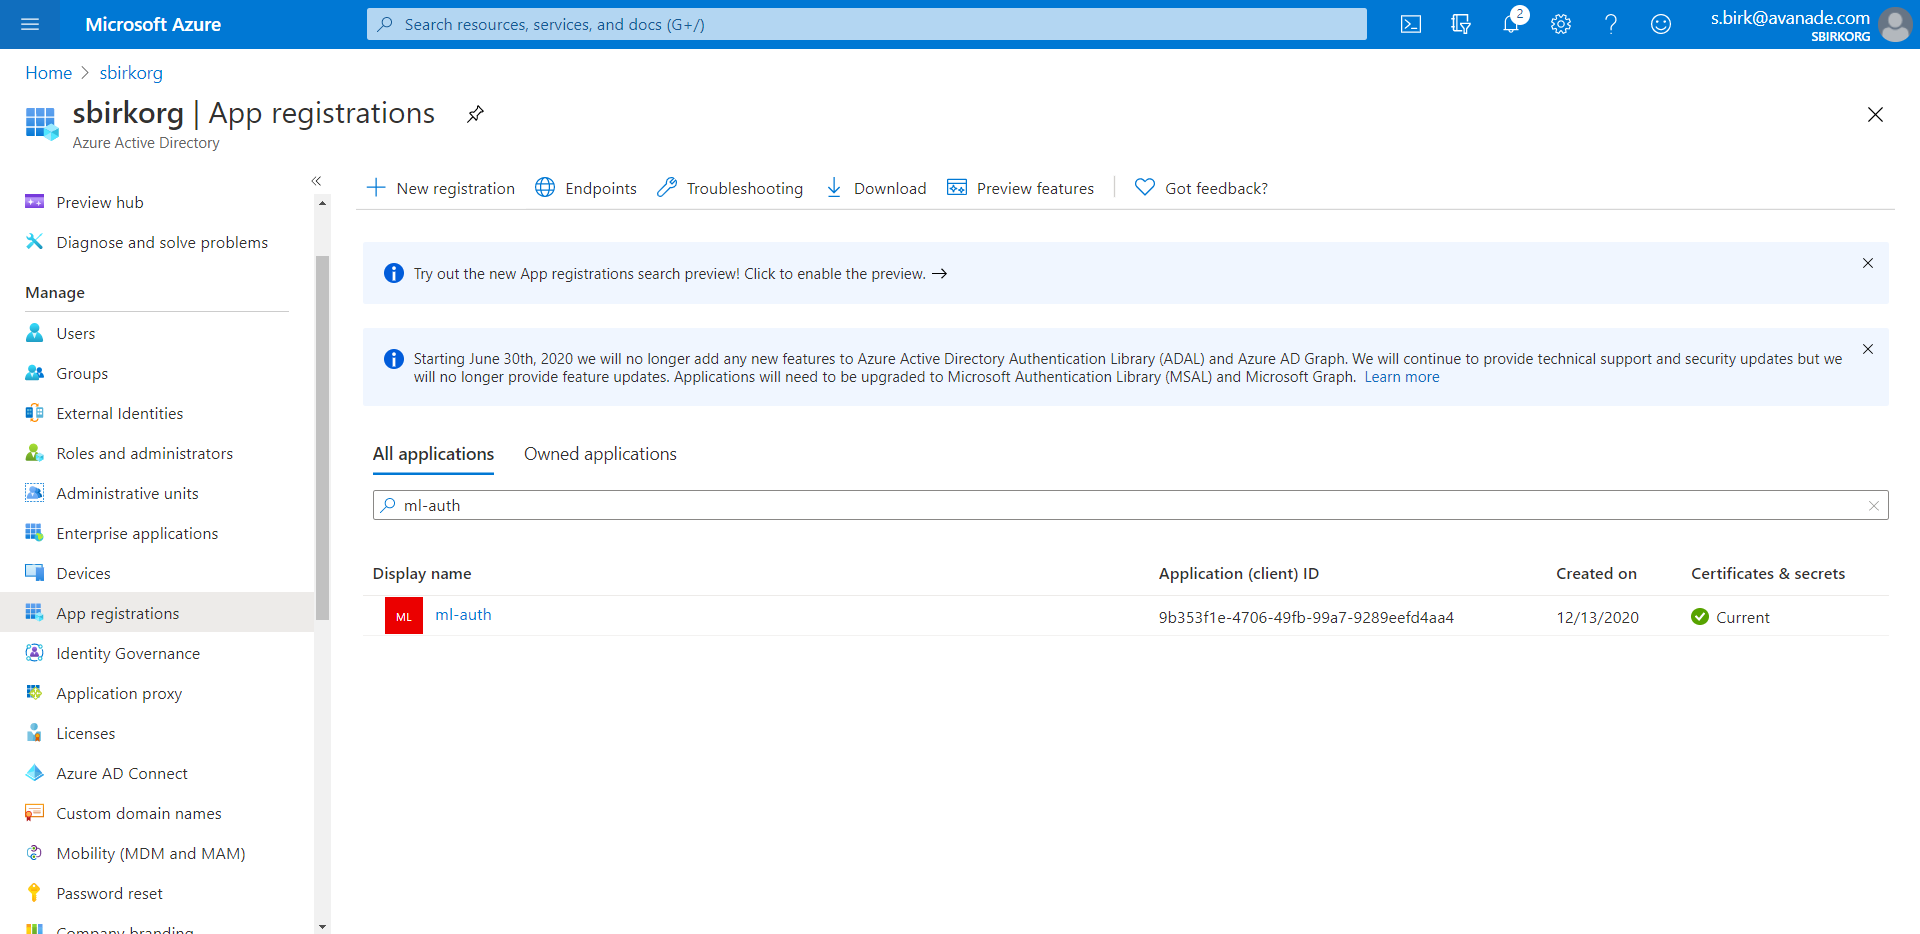 Microsoft Azure
Search resources, services, and docs (G+/)
2
s.birk@avanade.com
SBIRKORG
Home > sbirkorg
sbirkorg | App registrations
Azure Active Directory
«
Preview hub
Diagnose and solve problems
Manage
Users
Groups
External Identities
Roles and administrators
Administrative units
Enterprise applications
Devices
App registrations
Identity Governance
Application proxy
Licenses
Azure AD Connect
Custom domain names
Mobility (MDM and MAM)
Password reset
Company branding
New registration
Endpoints
Troubleshooting
Download
Preview features
Got feedback?
Try out the new App registrations search preview! Click to enable the preview. →
Starting June 30th, 2020 we will no longer add any new features to Azure Active Directory Authentication Library (ADAL) and Azure AD Graph. We will continue to provide technical support and security updates but we
will no longer provide feature updates. Applications will need to be upgraded to Microsoft Authentication Library (MSAL) and Microsoft Graph. Learn more
All applications
Owned applications
ml-auth
Display name
Application (client) ID
Created on
Certificates & secrets
ML
ml-auth
9b353f1e-4706-49fb-99a7-9289eefd4aa4
12/13/2020
Current